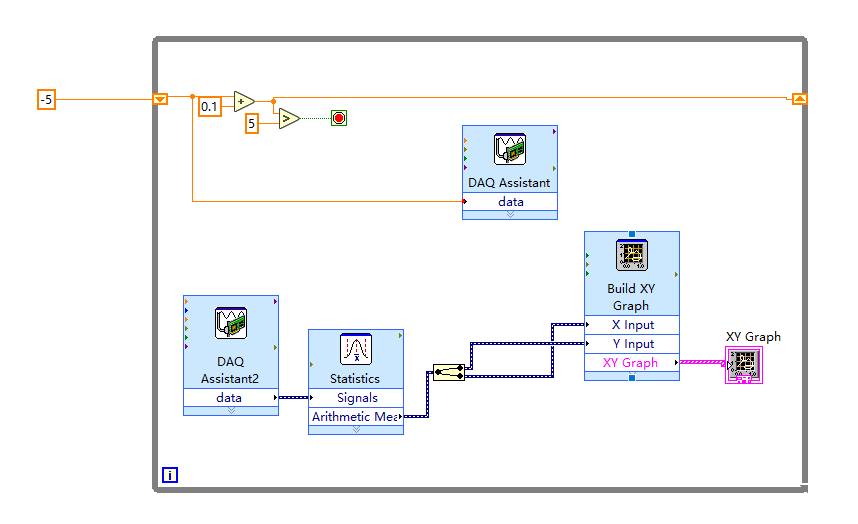 -5
0.1
+
5
>
DAQ Assistant
data
Build XY
Graph
X Input
Y Input
XY Graph
XY Graph
DAQ
Assistant2
data
Statistics
Signals
Arithmetic Mea
i